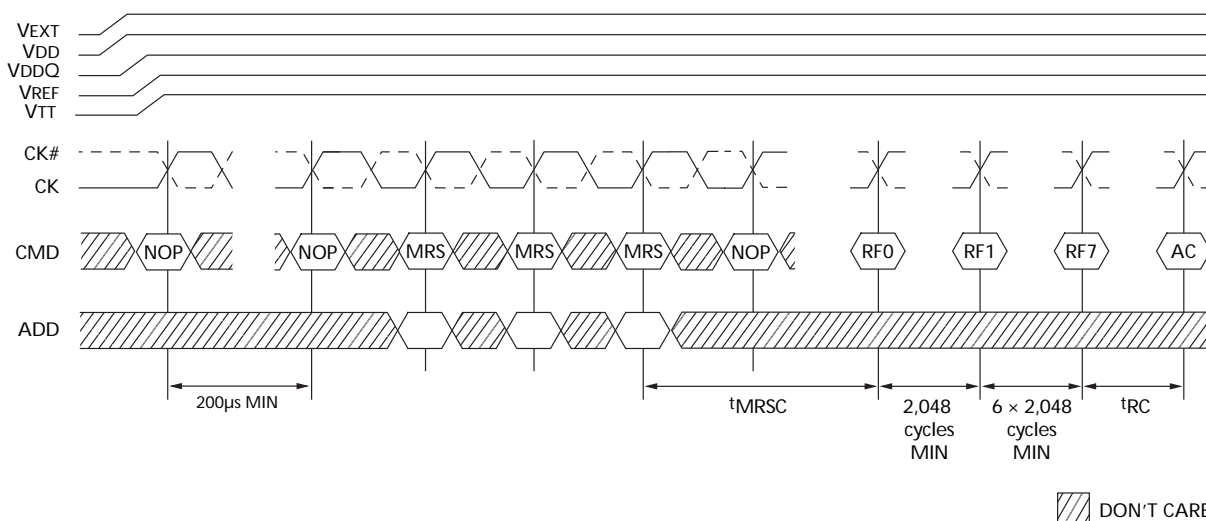 VEXT
VDD
VDDQ
VREF
VTT
CK#
CK
CMD NOP NOP MRS MRS MRS NOP RF0 RF1 RF7 AC
ADD
200µs MIN
tMRSC
2,048
cycles
MIN
6 × 2,048
cycles
MIN
tRC
DON'T CARE